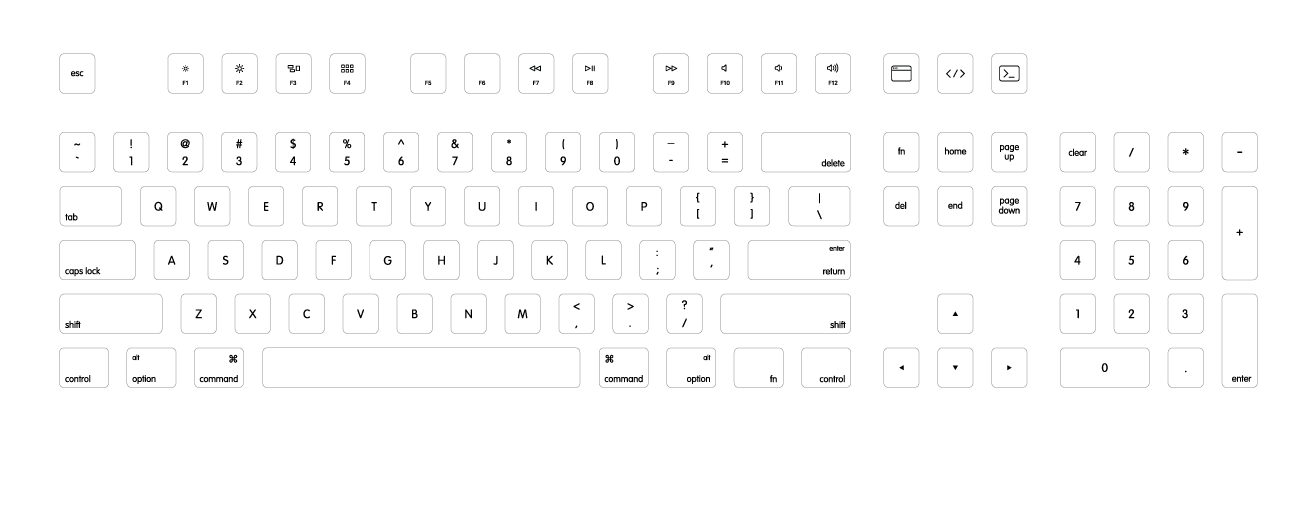 esc
F1 F2 F3 F4 F5 F6 F7 F8 F9 F10 F11 F12
</> >_
~ ! @ # $ % ^ & * ( ) — +
` 1 2 3 4 5 6 7 8 9 0 - = delete
fn home page up
clear / * -
tab Q W E R T Y U I O P { } |
[ ] \
del end page down
7 8 9 +
caps lock A S D F G H J K L : “ enter
; ‘ return
4 5 6
shift Z X C V B N M < > ? shift
, . /
▲
1 2 3
control alt option ⌘ command
⌘ command alt option fn control
◄ ▼ ►
0 . enter